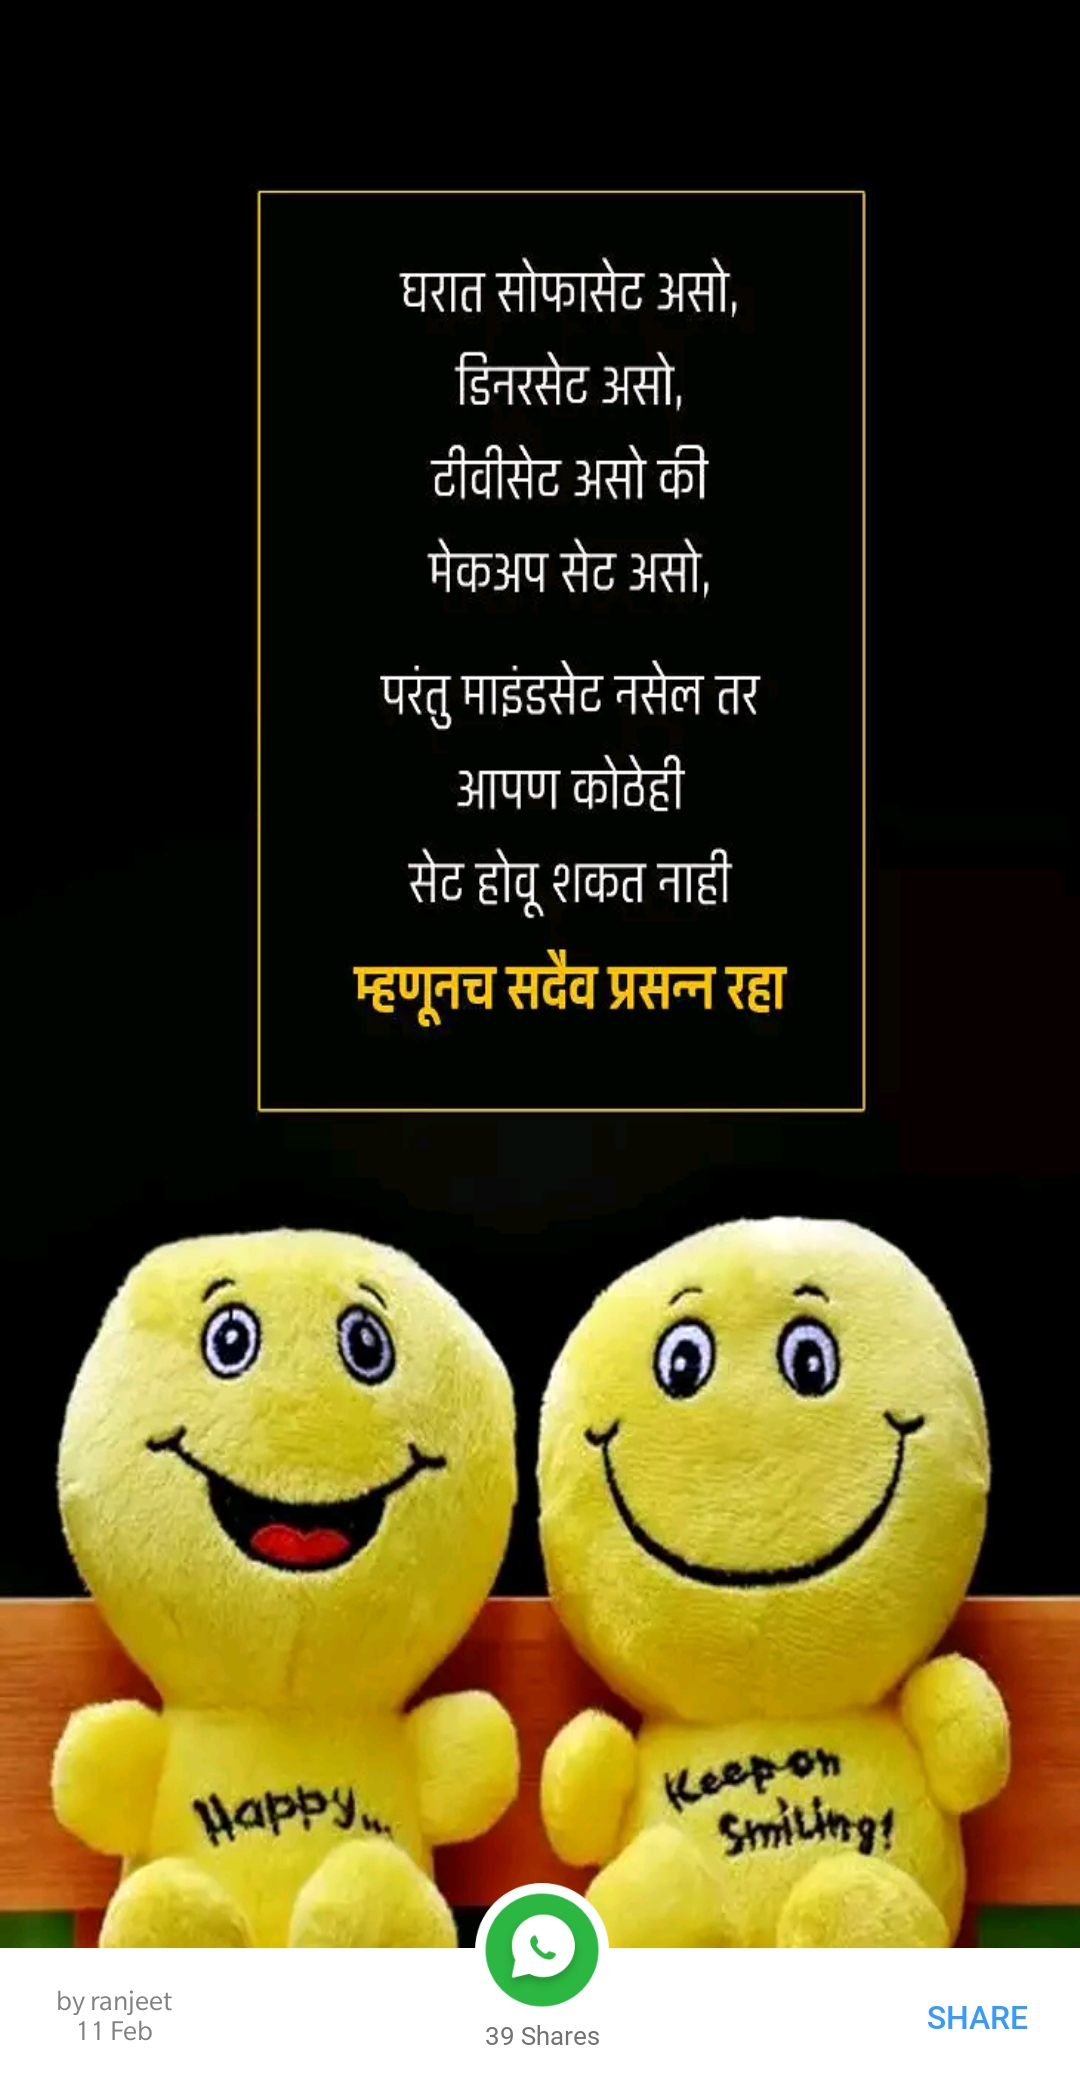 घरात सोफासेट असो,
डिनरसेट असो,
टीवीसेट असो की
मेकअप सेट असो,
परंतु माइंडसेट नसेल तर
आपण कोठेही
सेट होवू शकत नाही
म्हणूनच सदैव प्रसन्न रहा
Happy...
Keep on
Smiling!
by ranjeet
11 Feb
39 Shares
SHARE